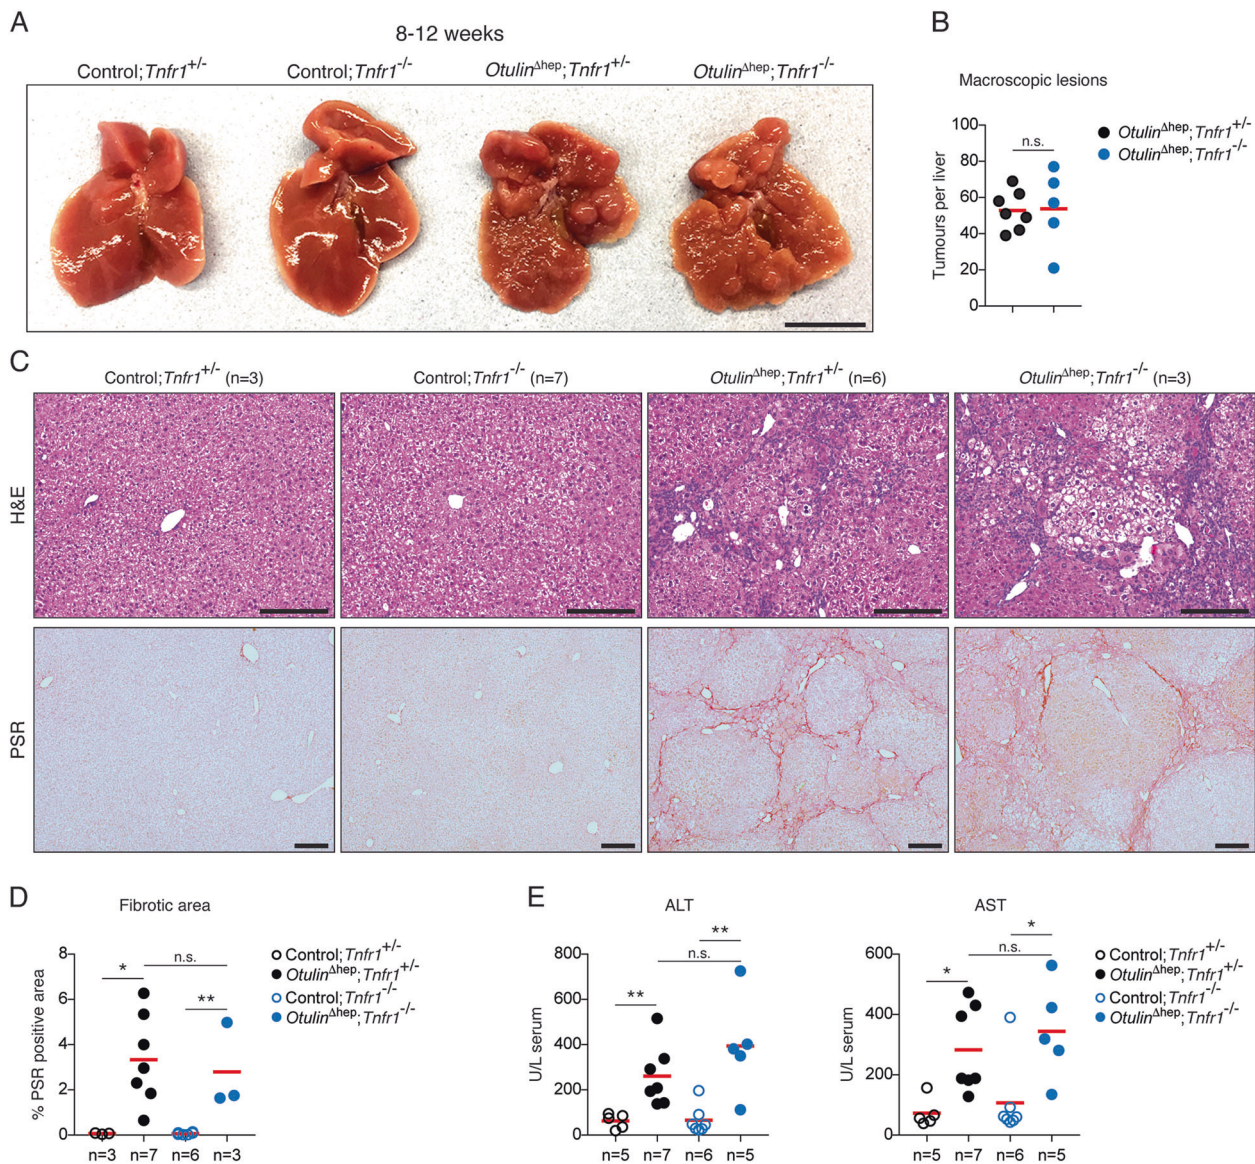 A
8-12 weeks
Control;Tnfr1+/-
Control;Tnfr1-/-
OtulinΔhep;Tnfr1+/-
OtulinΔhep;Tnfr1-/-
B
Macroscopic lesions
Tumours per liver
100
80
60
40
20
0
n.s.
OtulinΔhep;Tnfr1+/-
OtulinΔhep;Tnfr1-/-
C
Control;Tnfr1+/- (n=3)
Control;Tnfr1-/- (n=7)
OtulinΔhep;Tnfr1+/- (n=6)
OtulinΔhep;Tnfr1-/- (n=3)
H&E
PSR
D
Fibrotic area
% PSR positive area
8
6
4
2
0
*
n.s.
**
n=3
n=7
n=6
n=3
Control;Tnfr1+/-
OtulinΔhep;Tnfr1+/-
Control;Tnfr1-/-
OtulinΔhep;Tnfr1-/-
E
ALT
U/L serum
800
600
400
200
0
**
n.s.
**
n=5
n=7
n=6
n=5
AST
U/L serum
600
400
200
0
*
n.s.
*
n=5
n=7
n=6
n=5
Control;Tnfr1+/-
OtulinΔhep;Tnfr1+/-
Control;Tnfr1-/-
OtulinΔhep;Tnfr1-/-